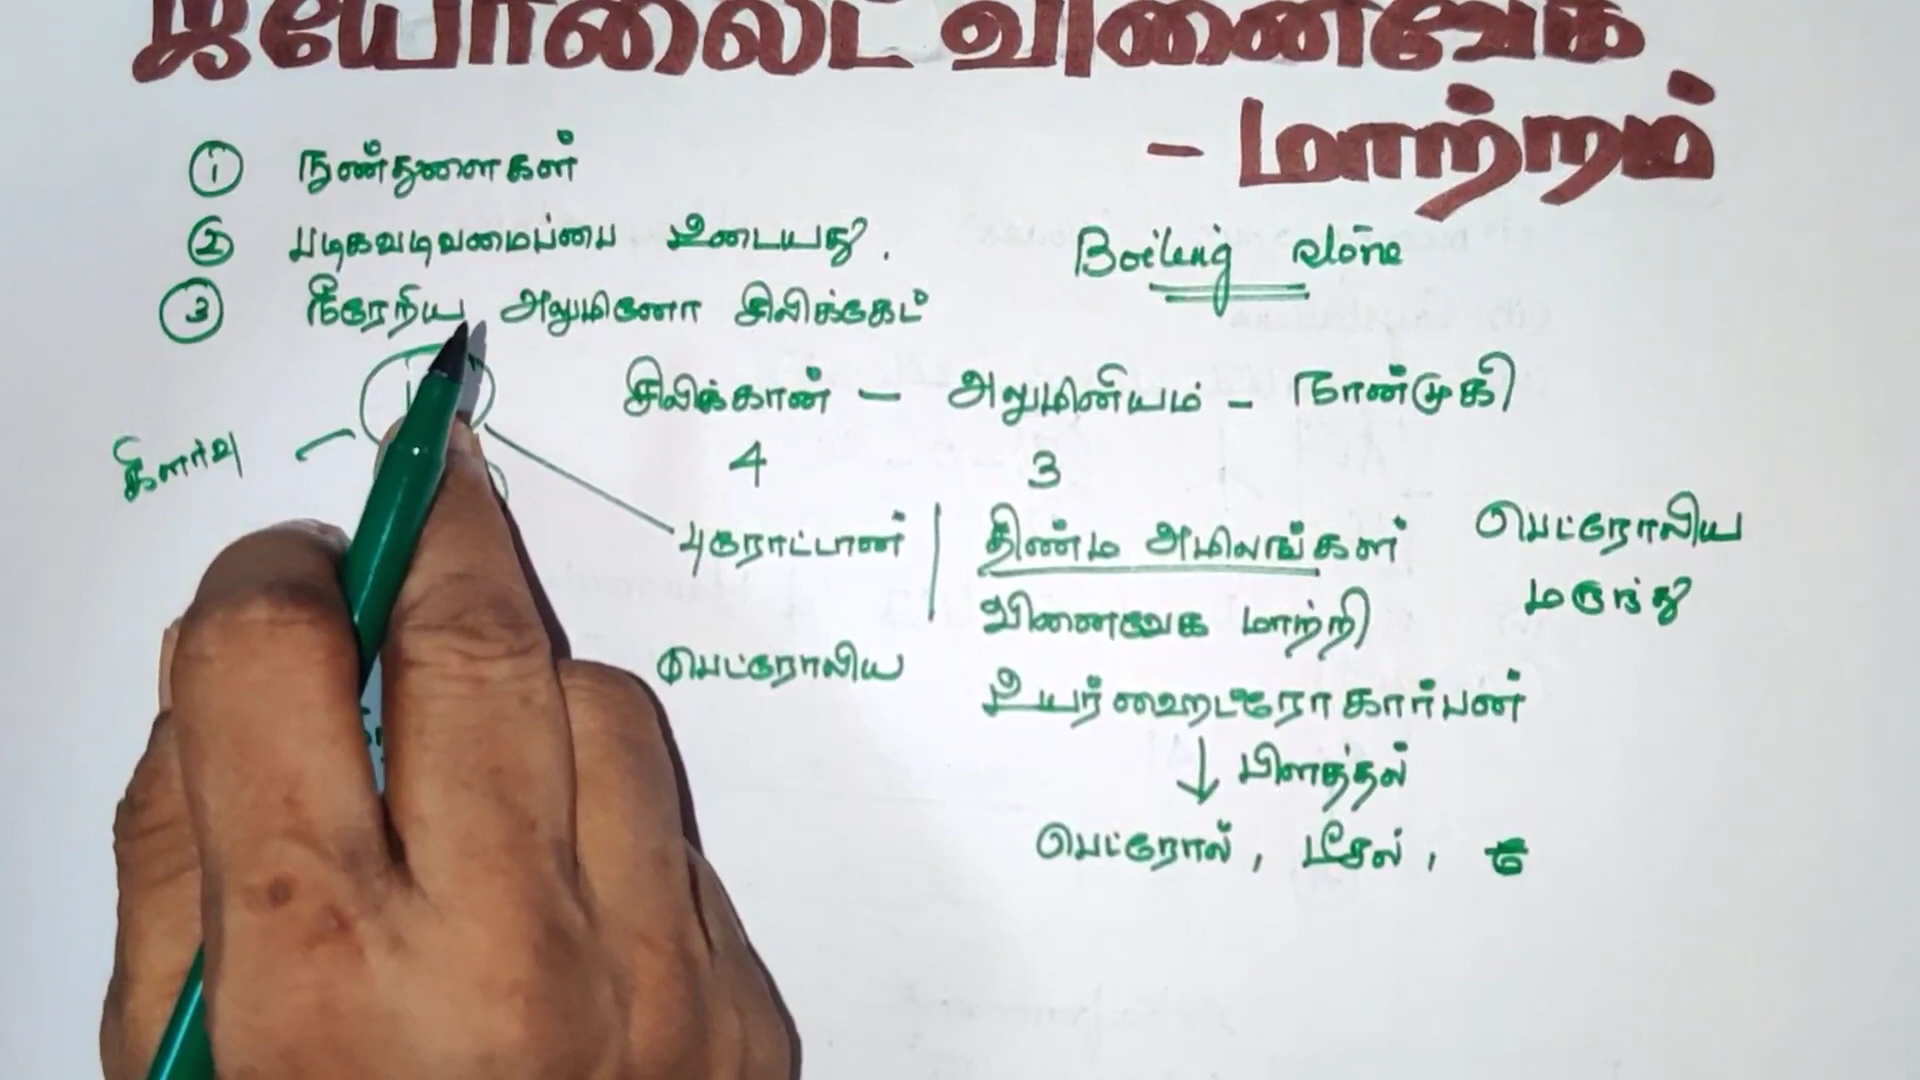 ஜியோலைட் வினைவேக
- மாற்றம்
① நுண்துளைகள்
② படிகவடிவமைப்பை உடையது.
Boiling stone
③ நீரேறிய அலுமினோ சிலிக்கேட்
சிலிக்கான் – அலுமினியம் – நான்முகி
4 3
கிளர்வு
புரோட்டான்
திண்ம அமிலங்கள்
வினைவேக மாற்றி
பெட்ரோலிய
மருந்து
பெட்ரோலிய
உயர் ஹைட்ரோ கார்பன்
↓ பிளத்தல்
பெட்ரோல், டீசல்,